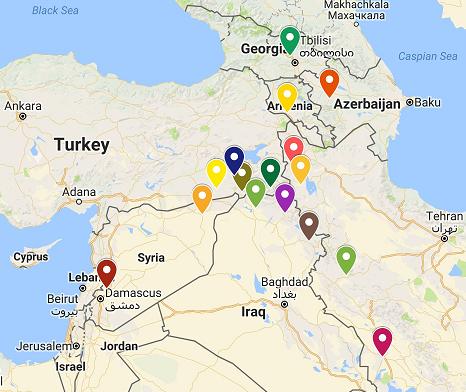 Black Sea
Makhachkala
Махачкала
Georgia
Tbilisi
თბილისი
Caspian Sea
Armenia
Azerbaijan
Baku
Ankara
Turkey
Adana
Tehran
تهران
Cyprus
Syria
Lebanon
Beirut
بيروت
Damascus
دمشق
Baghdad
بغداد
Iraq
Jerusalem
Jordan
Israel